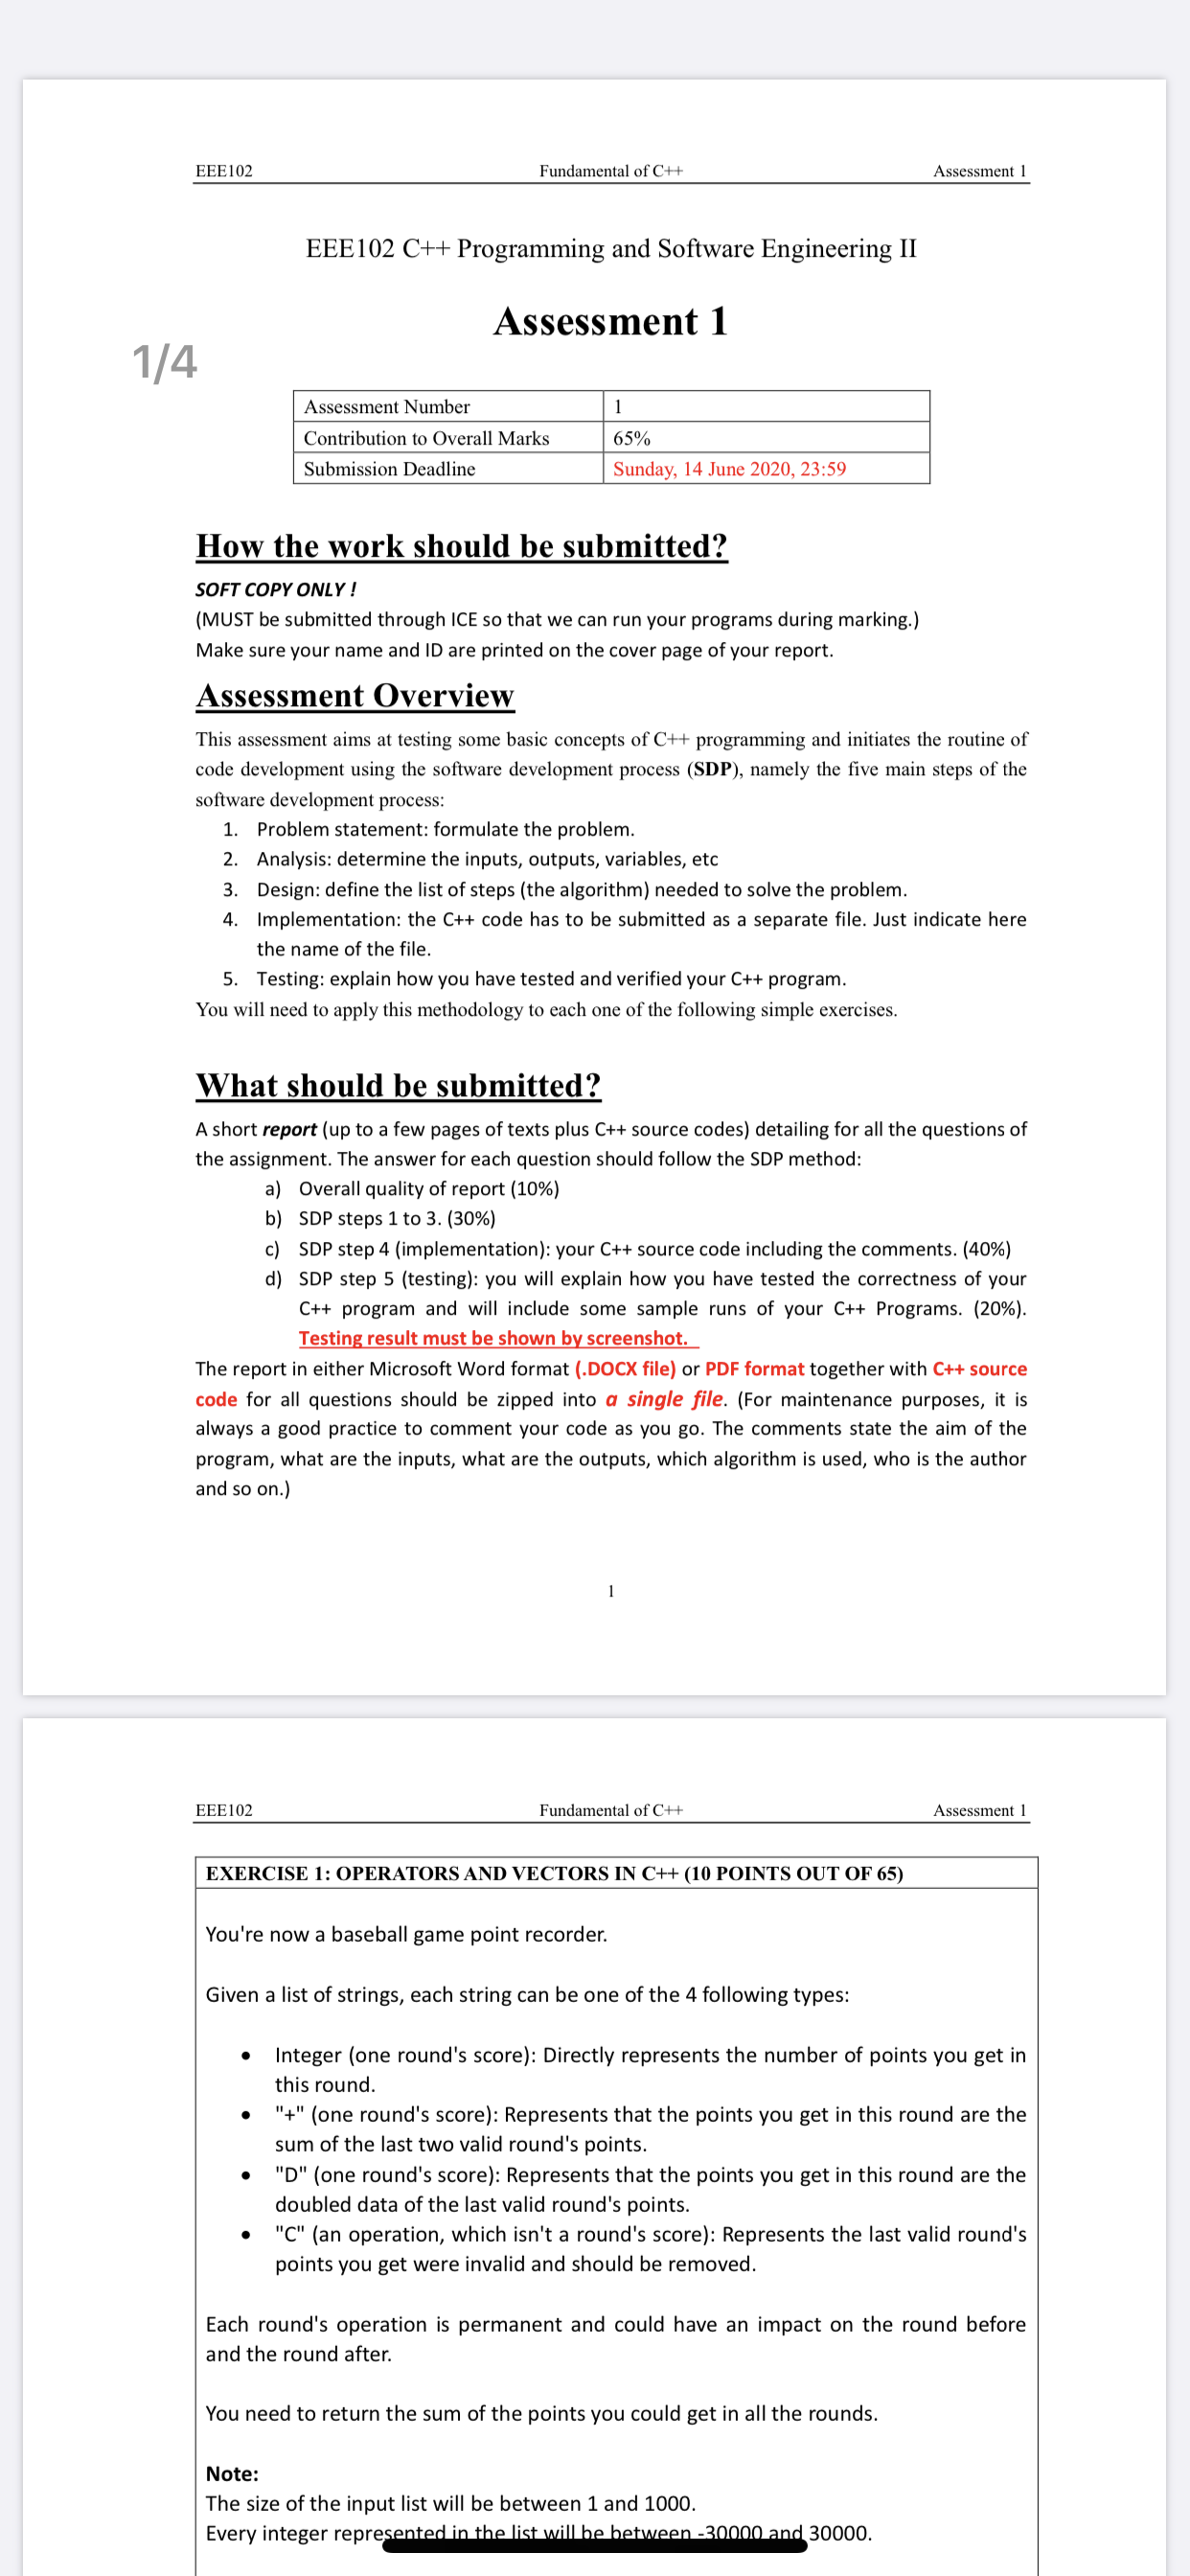 EEE102 Fundamental of C++ Assessment 1
EEE102 C++ Programming and Software Engineering II
Assessment 1
1/4
Assessment Number 1
Contribution to Overall Marks 65%
Submission Deadline Sunday, 14 June 2020, 23:59
How the work should be submitted?
SOFT COPY ONLY !
(MUST be submitted through ICE so that we can run your programs during marking.)
Make sure your name and ID are printed on the cover page of your report.
Assessment Overview
This assessment aims at testing some basic concepts of C++ programming and initiates the routine of
code development using the software development process (SDP), namely the five main steps of the
software development process:
1. Problem statement: formulate the problem.
2. Analysis: determine the inputs, outputs, variables, etc
3. Design: define the list of steps (the algorithm) needed to solve the problem.
4. Implementation: the C++ code has to be submitted as a separate file. Just indicate here
the name of the file.
5. Testing: explain how you have tested and verified your C++ program.
You will need to apply this methodology to each one of the following simple exercises.
What should be submitted?
A short report (up to a few pages of texts plus C++ source codes) detailing for all the questions of
the assignment. The answer for each question should follow the SDP method:
a) Overall quality of report (10%)
b) SDP steps 1 to 3. (30%)
c) SDP step 4 (implementation): your C++ source code including the comments. (40%)
d) SDP step 5 (testing): you will explain how you have tested the correctness of your
C++ program and will include some sample runs of your C++ Programs. (20%).
Testing result must be shown by screenshot.
The report in either Microsoft Word format (.DOCX file) or PDF format together with C++ source
code for all questions should be zipped into a single file. (For maintenance purposes, it is
always a good practice to comment your code as you go. The comments state the aim of the
program, what are the inputs, what are the outputs, which algorithm is used, who is the author
and so on.)
1
EEE102 Fundamental of C++ Assessment 1
EXERCISE 1: OPERATORS AND VECTORS IN C++ (10 POINTS OUT OF 65)
You're now a baseball game point recorder.
Given a list of strings, each string can be one of the 4 following types:
• Integer (one round's score): Directly represents the number of points you get in
this round.
• "+" (one round's score): Represents that the points you get in this round are the
sum of the last two valid round's points.
• "D" (one round's score): Represents that the points you get in this round are the
doubled data of the last valid round's points.
• "C" (an operation, which isn't a round's score): Represents the last valid round's
points you get were invalid and should be removed.
Each round's operation is permanent and could have an impact on the round before
and the round after.
You need to return the sum of the points you could get in all the rounds.
Note:
The size of the input list will be between 1 and 1000.
Every integer represented in the list will be between -30000 and 30000.